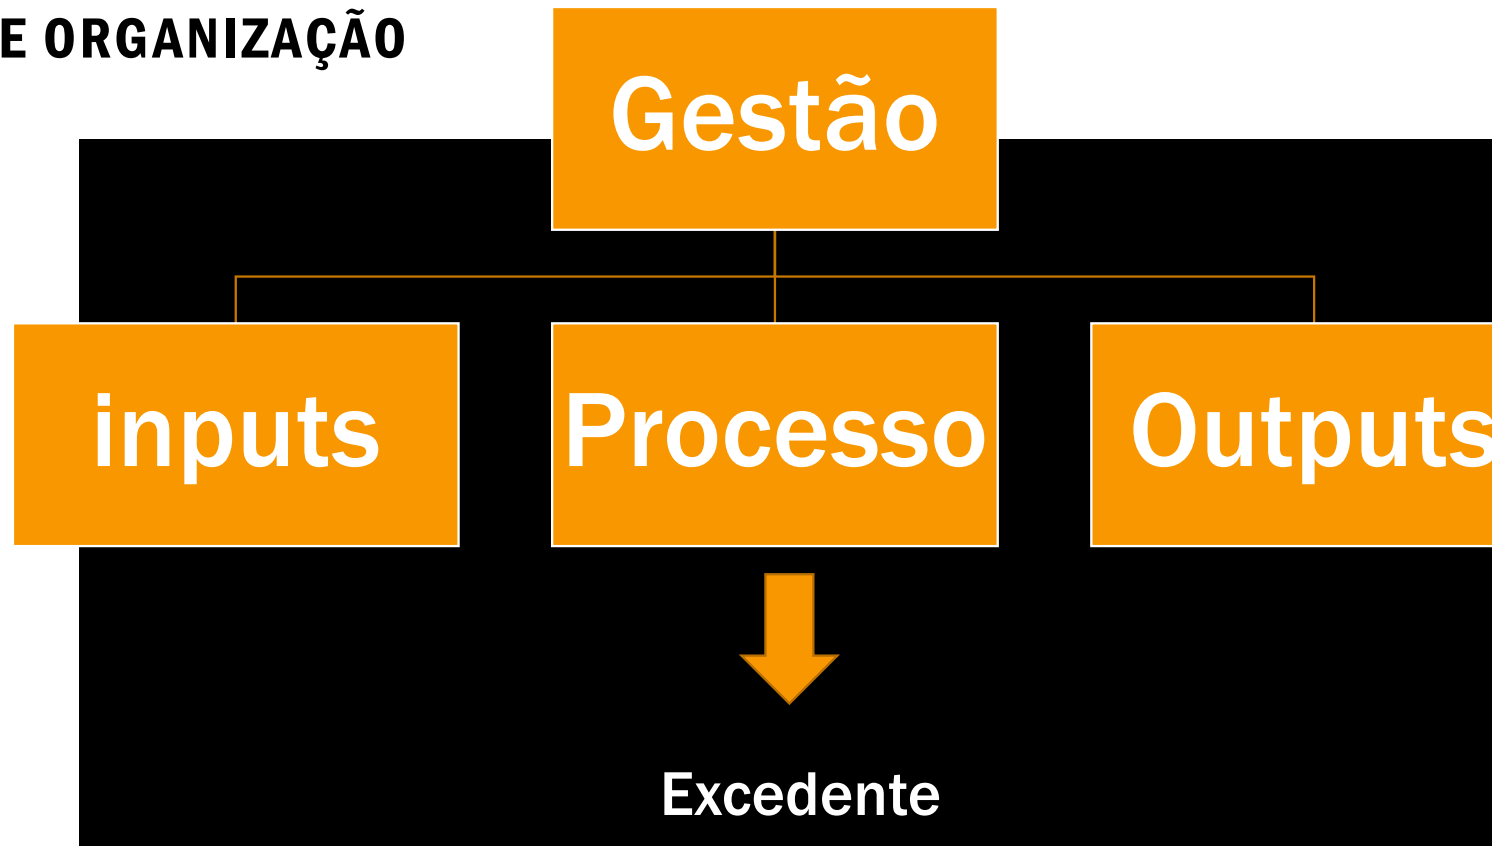 E ORGANIZAÇÃO
Gestão
inputs
Processo
Outputs
Excedente